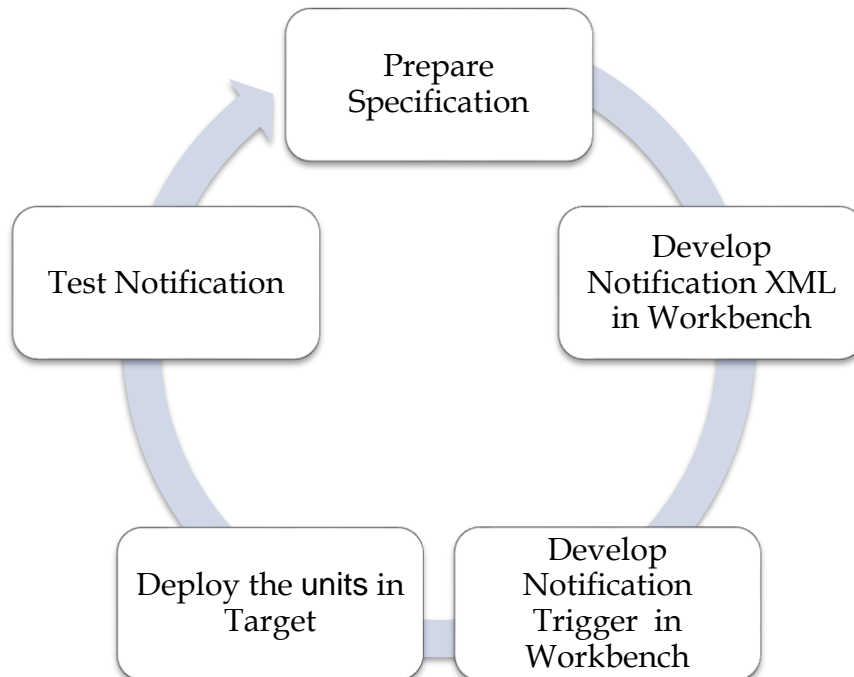 Prepare
Specification
Develop
Notification XML
in Workbench
Develop
Notification
Trigger in
Workbench
Deploy the units in
Target
Test Notification